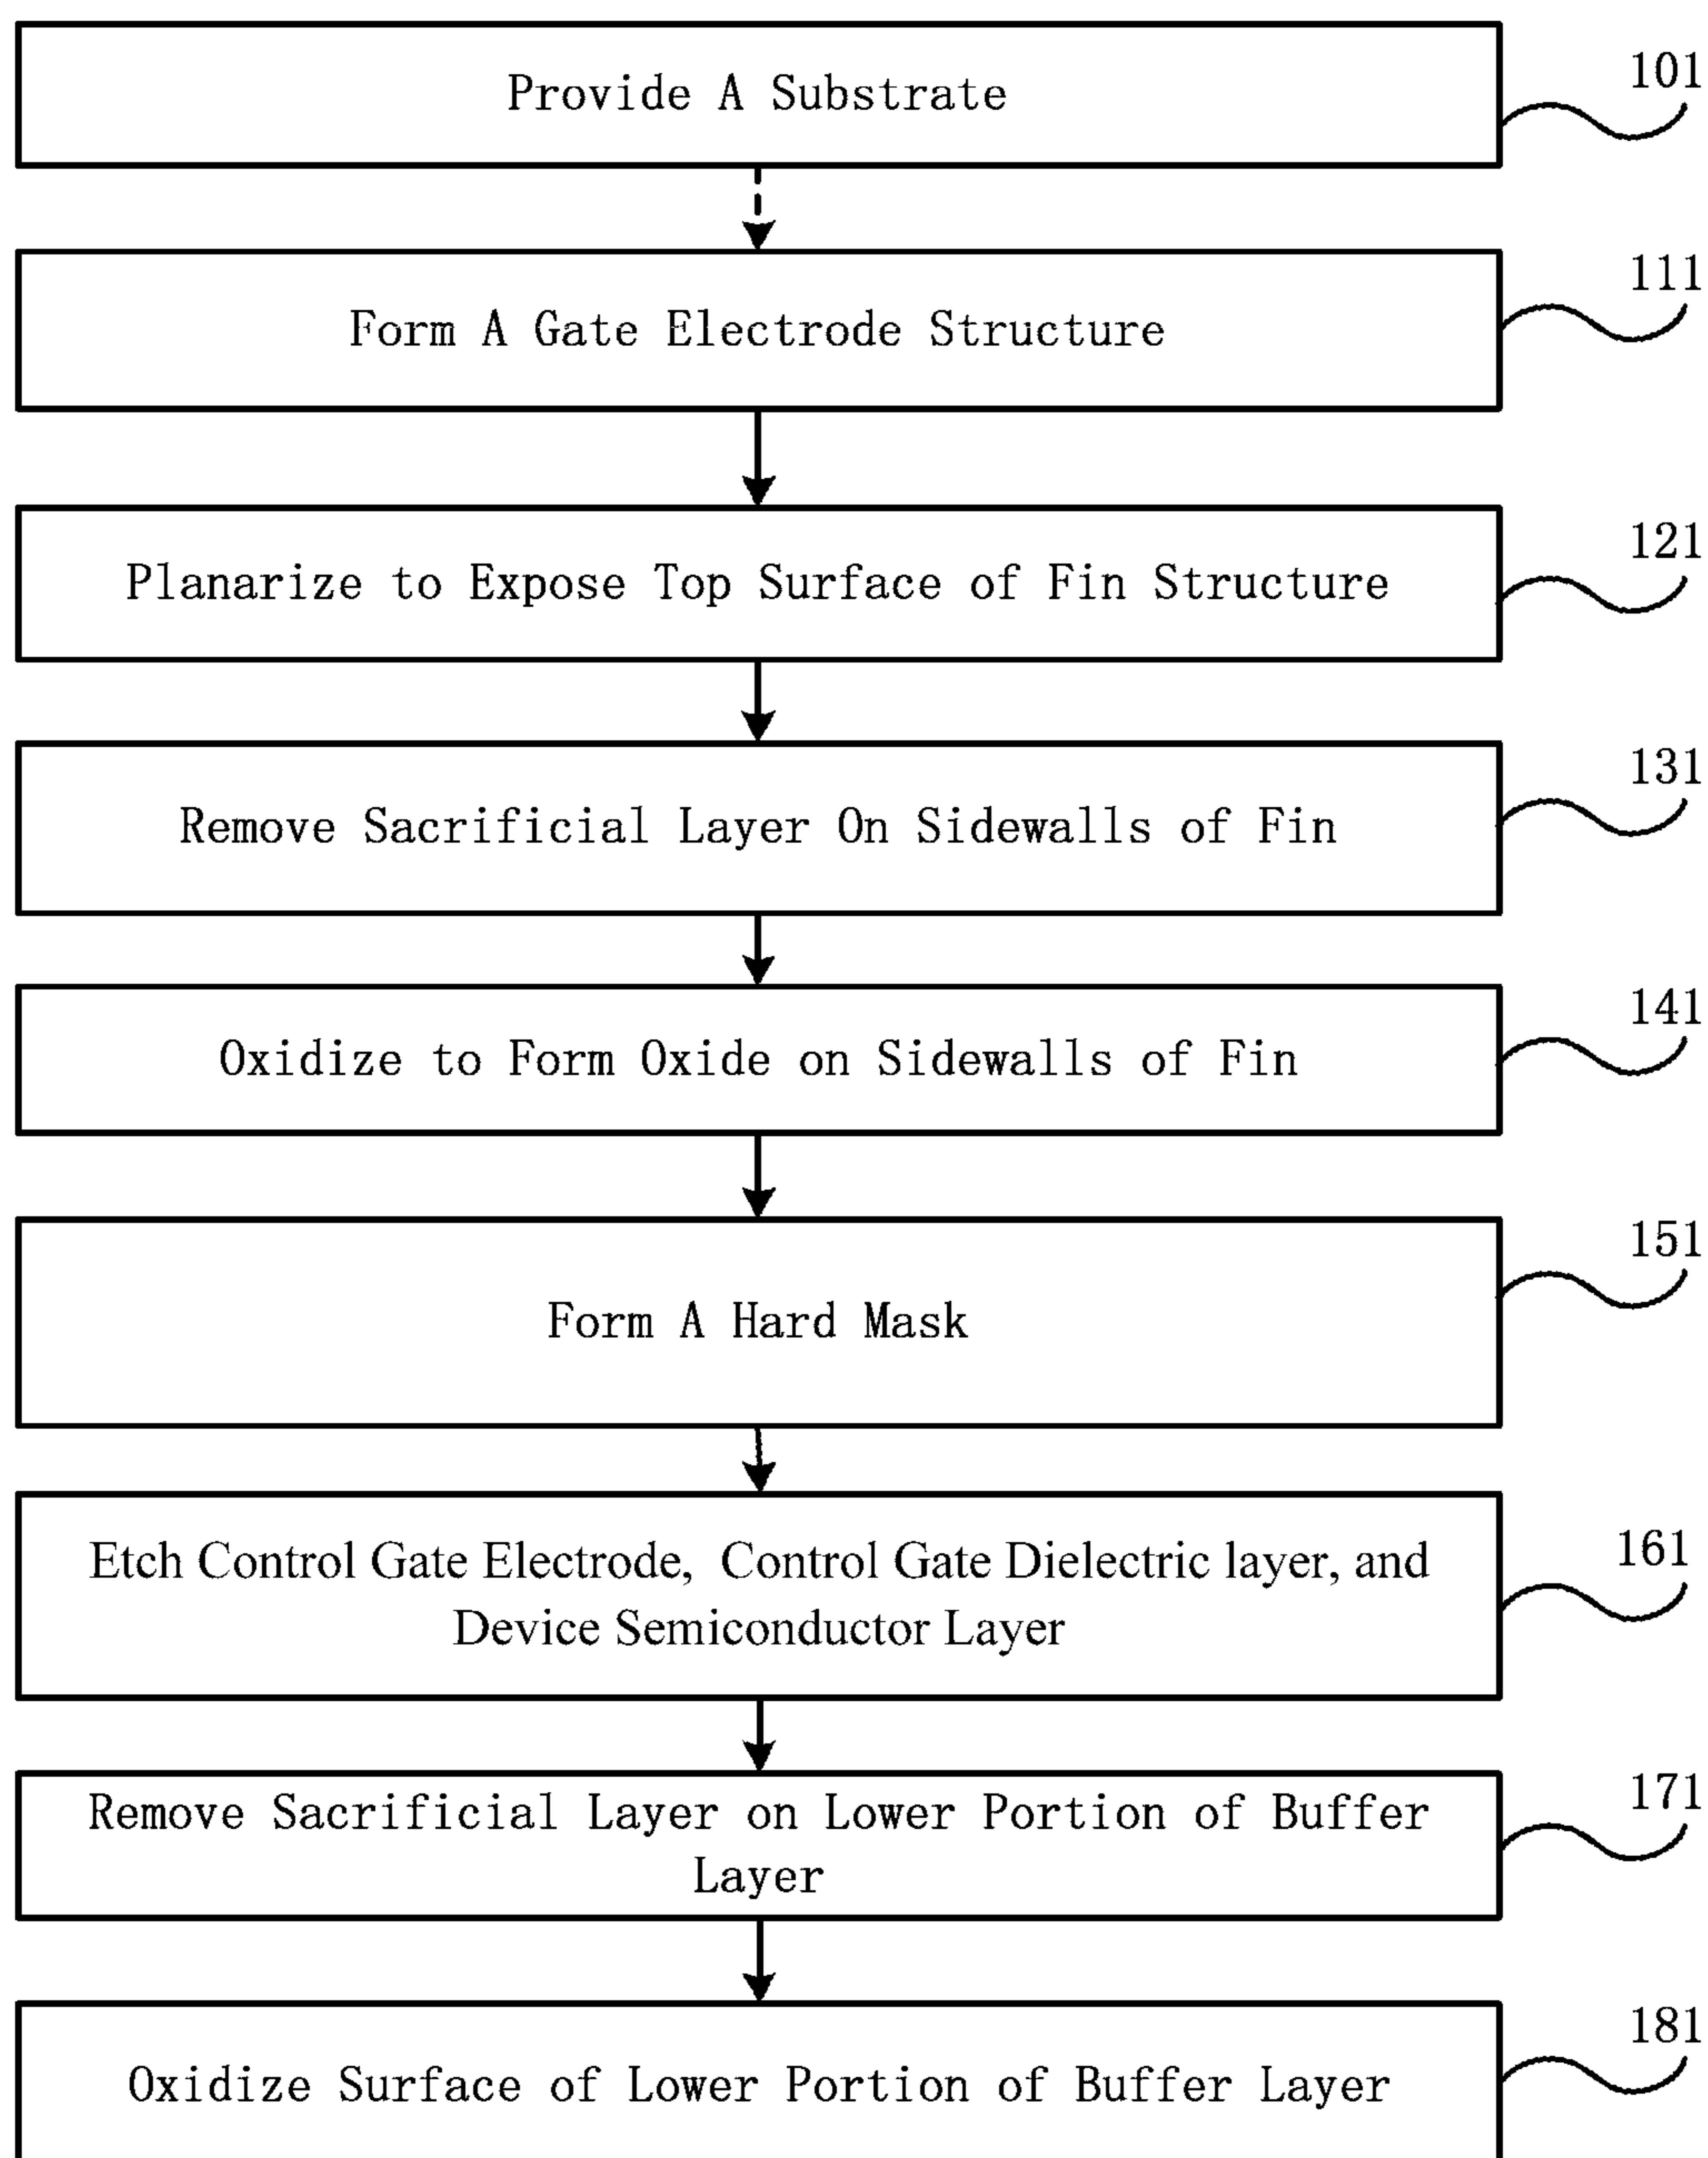 Provide A Substrate
101
Form A Gate Electrode Structure
111
Planarize to Expose Top Surface of Fin Structure
121
Remove Sacrificial Layer On Sidewalls of Fin
131
Oxidize to Form Oxide on Sidewalls of Fin
141
Form A Hard Mask
151
Etch Control Gate Electrode, Control Gate Dielectric layer, and
Device Semiconductor Layer
161
Remove Sacrificial Layer on Lower Portion of Buffer
Layer
171
Oxidize Surface of Lower Portion of Buffer Layer
181